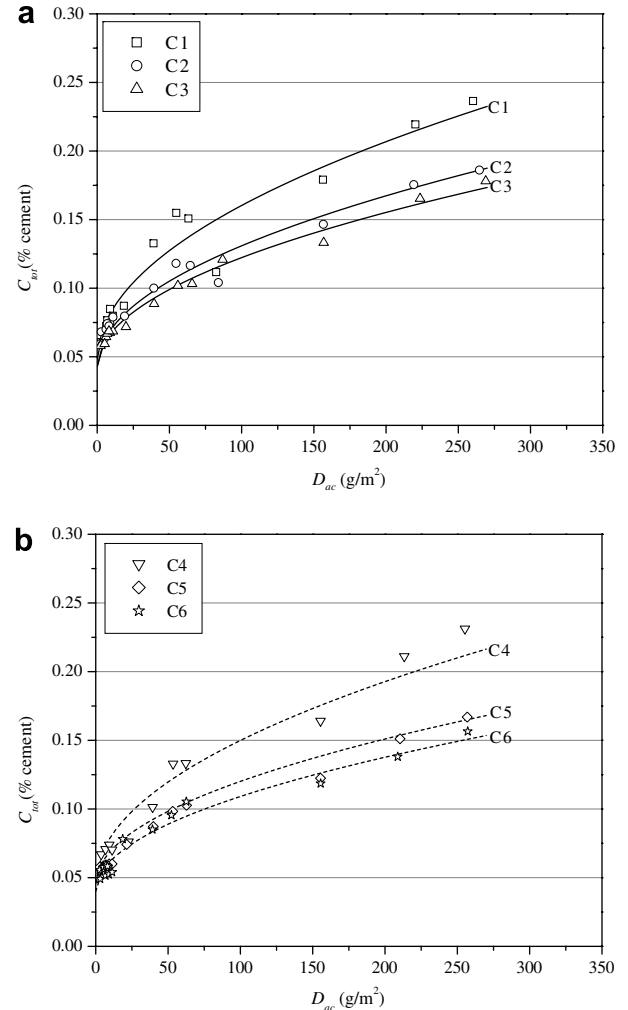 a
0.30
0.25
0.20
0.15
0.10
0.05
0.00
C_tot (% cement)
C1
C2
C3
C1
C2
C3
0 50 100 150 200 250 300 350
D_ac (g/m²)
b
0.30
0.25
0.20
0.15
0.10
0.05
0.00
C_tot (% cement)
C4
C5
C6
C4
C5
C6
0 50 100 150 200 250 300 350
D_ac (g/m²)